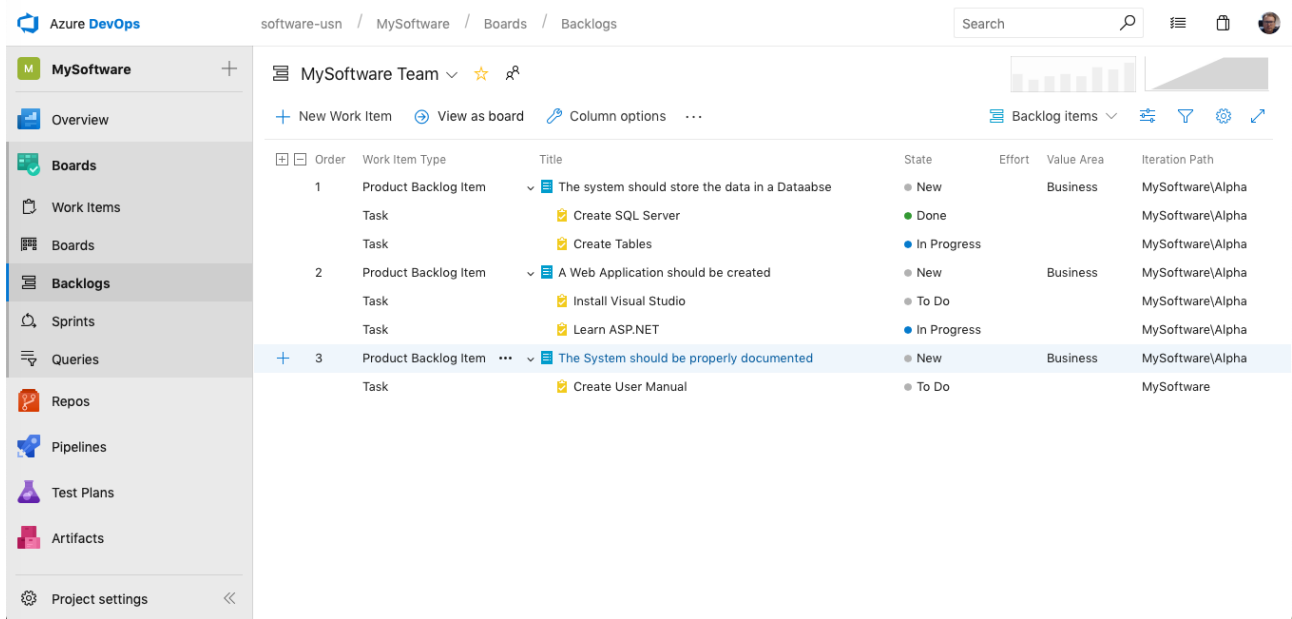 Azure DevOps
software-usn / MySoftware / Boards / Backlogs
Search
M MySoftware
Overview
Boards
Work Items
Boards
Backlogs
Sprints
Queries
Repos
Pipelines
Test Plans
Artifacts
Project settings
MySoftware Team
New Work Item View as board Column options ...
Backlog items
Order Work Item Type Title State Effort Value Area Iteration Path
1 Product Backlog Item The system should store the data in a Dataabse New Business MySoftware\Alpha
Task Create SQL Server Done MySoftware\Alpha
Task Create Tables In Progress MySoftware\Alpha
2 Product Backlog Item A Web Application should be created New Business MySoftware\Alpha
Task Install Visual Studio To Do MySoftware\Alpha
Task Learn ASP.NET In Progress MySoftware\Alpha
3 Product Backlog Item ... The System should be properly documented New Business MySoftware\Alpha
Task Create User Manual To Do MySoftware